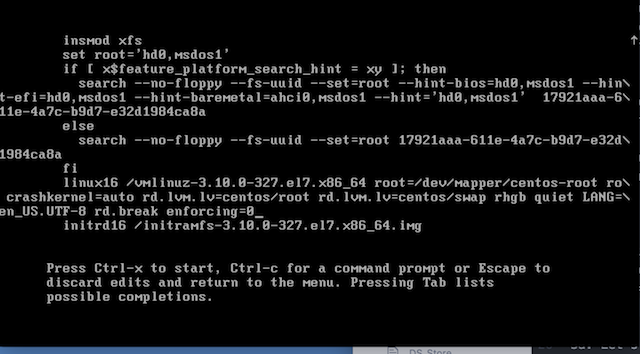 insmod xfs
set root='hd0,msdos1'
if [ x$feature_platform_search_hint = xy ]; then
search --no-floppy --fs-uuid --set=root --hint-bios=hd0,msdos1 --hin\
t-efi=hd0,msdos1 --hint-baremetal=ahci0,msdos1 --hint='hd0,msdos1'  17921aaa-6\
11e-4a7c-b9d7-e32d1984ca8a
else
search --no-floppy --fs-uuid --set=root 17921aaa-611e-4a7c-b9d7-e32d\
1984ca8a
fi
linux16 /vmlinuz-3.10.0-327.el7.x86_64 root=/dev/mapper/centos-root ro\
crashkernel=auto rd.lvm.lv=centos/root rd.lvm.lv=centos/swap rhgb quiet LANG=\
en_US.UTF-8 rd.break enforcing=0_
initrd16 /initramfs-3.10.0-327.el7.x86_64.img
Press Ctrl-x to start, Ctrl-c for a command prompt or Escape to
discard edits and return to the menu. Pressing Tab lists
possible completions.